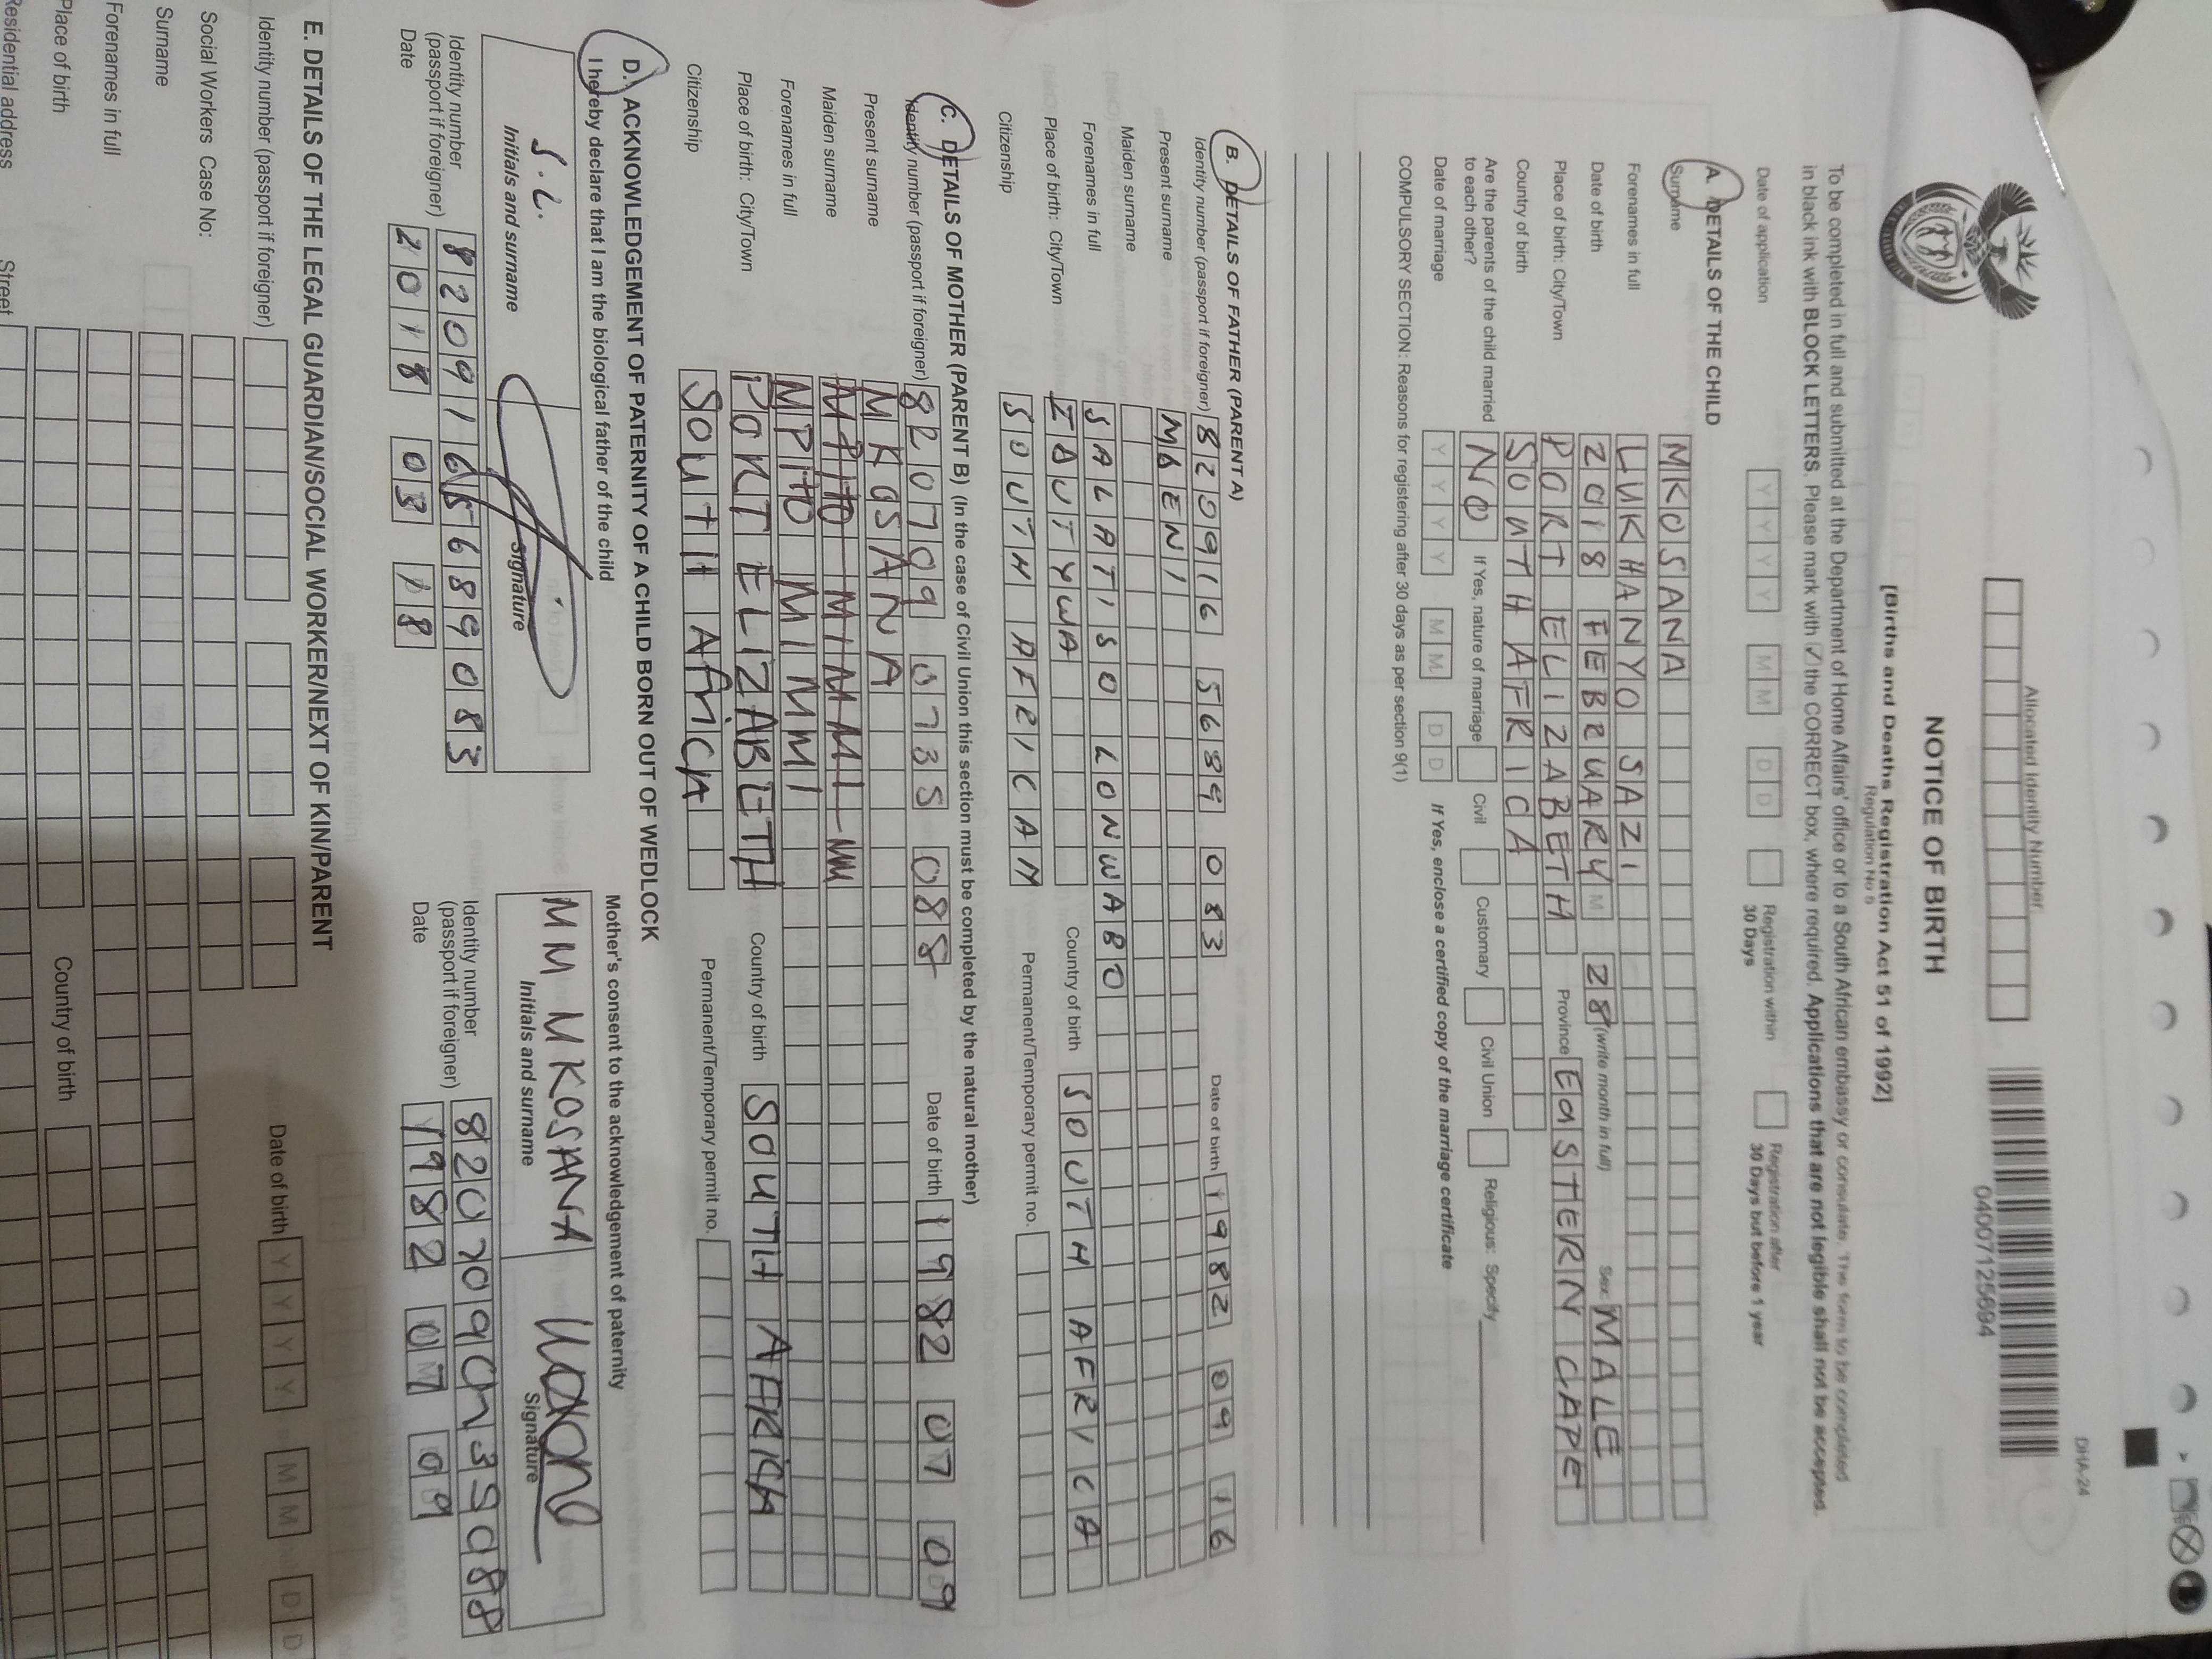 DHA-24
Allocated Identity Number
04007125694
NOTICE OF BIRTH
[Births and Deaths Registration Act 51 of 1992]
Regulation No 5
To be completed in full and submitted at the Department of Home Affairs' office or to a South African embassy or consulate. This form to be completed
in black ink with BLOCK LETTERS. Please mark with ☑ the CORRECT box, where required. Applications that are not legible shall not be accepted.
Date of application YYYY MM DD Registration within 30 Days Registration after 30 Days but before 1 year
A. DETAILS OF THE CHILD
Surname MKOSANA
Forenames in full LUKHANYO SAZI
Date of birth 2018 FEBRUARY M 28 (write month in full) Sex: MALE
Place of birth: City/Town PORT ELIZABETH Province EASTERN CAPE
Country of birth SOUTH AFRICA
Are the parents of the child married to each other? NO If Yes, nature of marriage Civil Customary Civil Union Religious: Specify
Date of marriage YYYY MM DD If Yes, enclose a certified copy of the marriage certificate
COMPULSORY SECTION: Reasons for registering after 30 days as per section 9(1)
B. DETAILS OF FATHER (PARENT A)
Identity number (passport if foreigner) 820916 5689 083 Date of birth 1982 09 16
Present surname MBENI
Maiden surname
Forenames in full SALATISO LONWABO
Place of birth: City/Town IDUTYWA Country of birth SOUTH AFRICA
Citizenship SOUTH AFRICAN Permanent/Temporary permit no.
C. DETAILS OF MOTHER (PARENT B) (In the case of Civil Union this section must be completed by the natural mother)
Identity number (passport if foreigner) 820709 0735 088 Date of birth 1982 07 09
Present surname MKOSANA
Maiden surname
Forenames in full MPITO MIMMI
Place of birth: City/Town PORT ELIZABETH Country of birth SOUTH AFRICA
Citizenship SOUTH AfriCA Permanent/Temporary permit no.
D. ACKNOWLEDGEMENT OF PATERNITY OF A CHILD BORN OUT OF WEDLOCK
I hereby declare that I am the biological father of the child Mother's consent to the acknowledgement of paternity
S.L. MM MKOSANA
Initials and surname Signature Initials and surname Signature
Identity number (passport if foreigner) 8209165689083 Identity number (passport if foreigner) 8207090735088
Date 2018 03 18 Date 1982 07 09
E. DETAILS OF THE LEGAL GUARDIAN/SOCIAL WORKER/NEXT OF KIN/PARENT
Identity number (passport if foreigner) Date of birth YYYY MM DD
Social Workers Case No:
Surname
Forenames in full
Place of birth Country of birth
Residential address Street